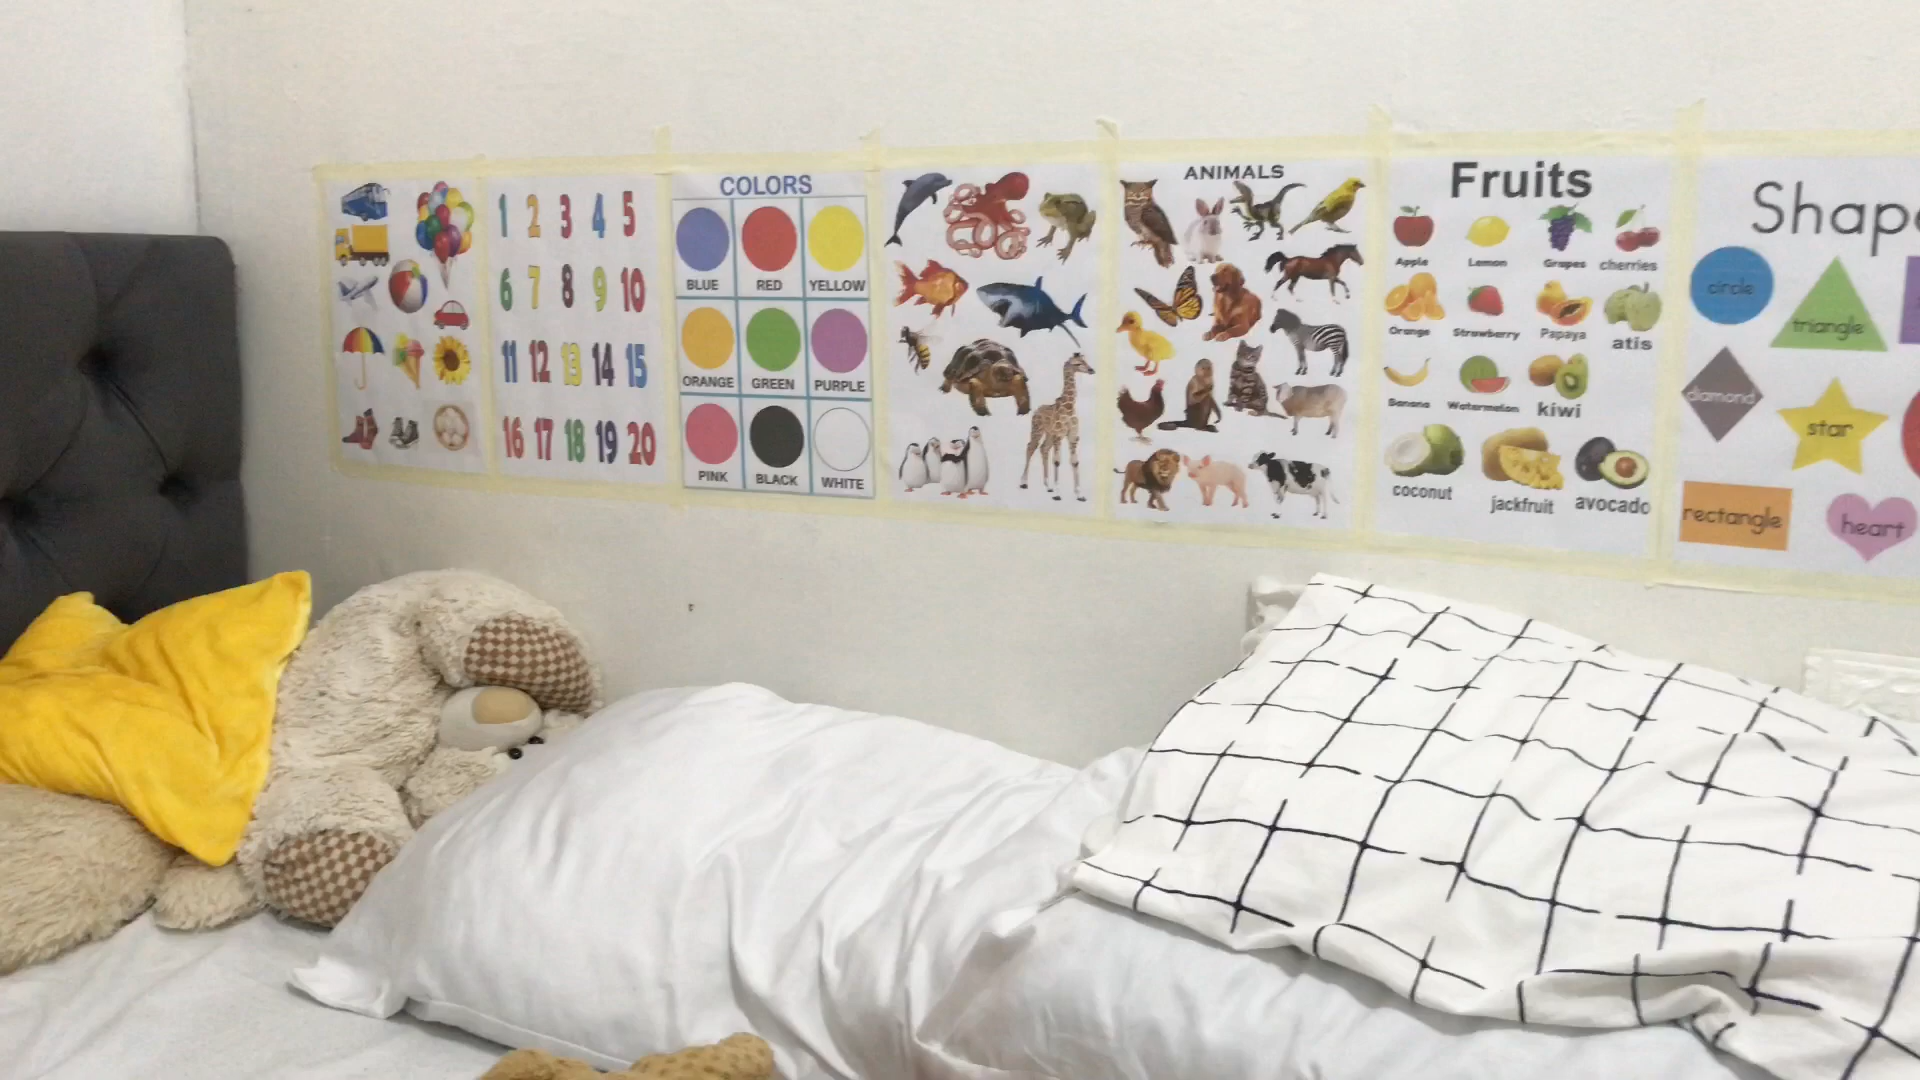 1 2 3 4 5
6 7 8 9 10
11 12 13 14 15
16 17 18 19 20
COLORS
BLUE RED YELLOW
ORANGE GREEN PURPLE
PINK BLACK WHITE
ANIMALS
Fruits
Apple Lemon Grapes cherries
Orange Strawberry Papaya atis
Banana Watermelon kiwi
coconut jackfruit avocado
circle
triangle
diamond
star
rectangle
heart